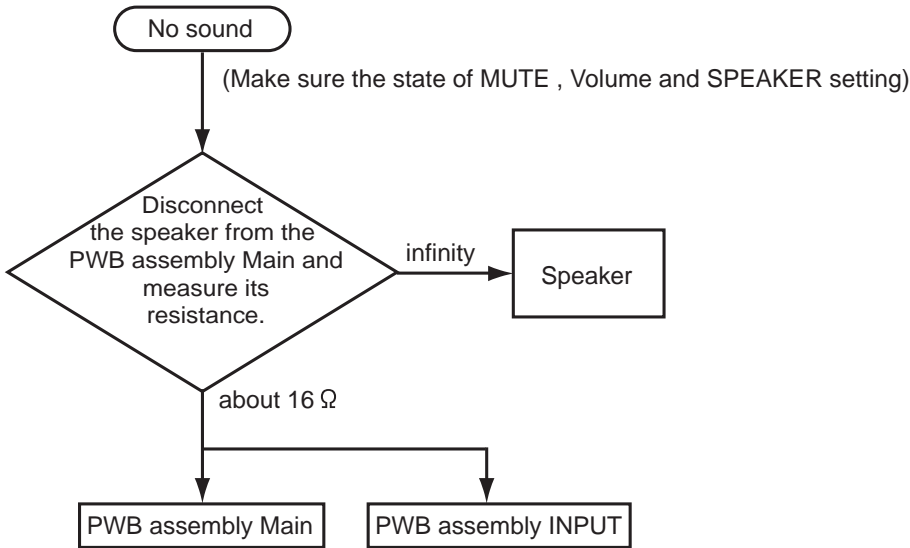 No sound
(Make sure the state of MUTE , Volume and SPEAKER setting)
Disconnect
the speaker from the
PWB assembly Main and
measure its
resistance.
infinity
Speaker
about 16 Ω
PWB assembly Main
PWB assembly INPUT